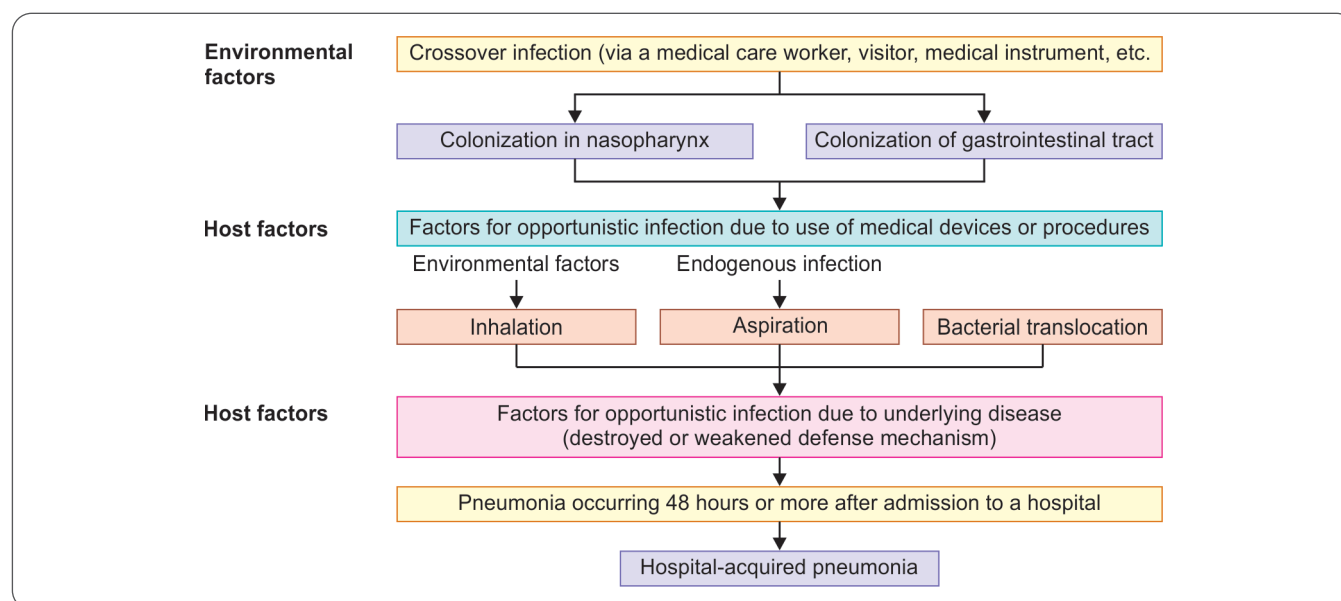 Environmental
factors
Crossover infection (via a medical care worker, visitor, medical instrument, etc.
Colonization in nasopharynx
Colonization of gastrointestinal tract
Host factors
Factors for opportunistic infection due to use of medical devices or procedures
Environmental factors
Endogenous infection
Inhalation
Aspiration
Bacterial translocation
Host factors
Factors for opportunistic infection due to underlying disease
(destroyed or weakened defense mechanism)
Pneumonia occurring 48 hours or more after admission to a hospital
Hospital-acquired pneumonia